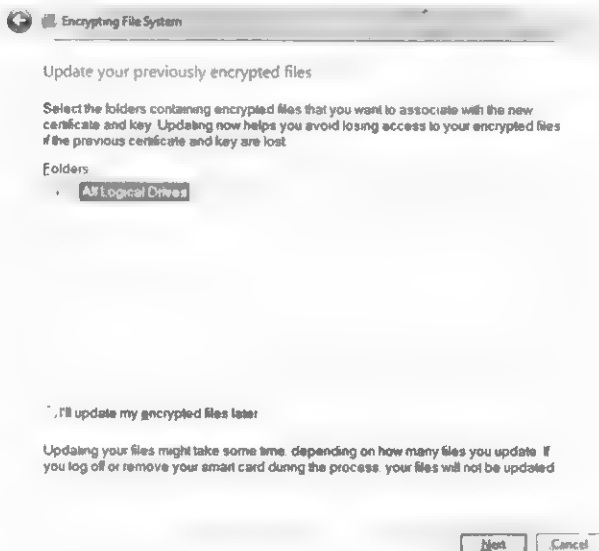 Encrypting File System
Update your previously encrypted files
Select the folders containing encrypted files that you want to associate with the new
certificate and key. Updating now helps you avoid losing access to your encrypted files
if the previous certificate and key are lost.
Folders
All Logical Drives
I'll update my encrypted files later
Updating your files might take some time, depending on how many files you update. If
you log off or remove your smart card during the process, your files will not be updated.
Next
Cancel